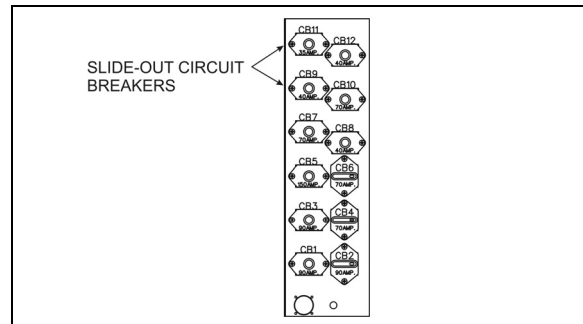 SLIDE-OUT CIRCUIT
BREAKERS
CB11
35AMP.
CB12
40AMP.
CB9
40AMP.
CB10
70AMP.
CB7
70AMP.
CB8
40AMP.
CB5
150AMP.
CB6
70AMP.
CB3
90AMP.
CB4
70AMP.
CB1
90AMP.
CB2
90AMP.